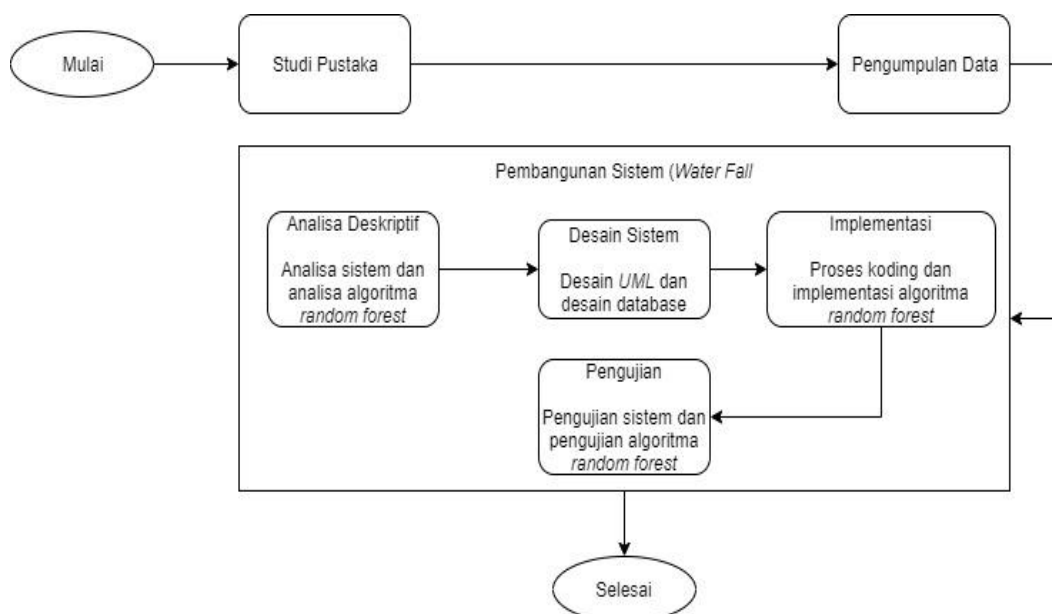 Mulai
Studi Pustaka
Pengumpulan Data
Pembangunan Sistem (Water Fall
Analisa Deskriptif
Analisa sistem dan
analisa algoritma
random forest
Desain Sistem
Desain UML dan
desain database
Implementasi
Proses koding dan
implementasi algoritma
random forest
Pengujian
Pengujian sistem dan
pengujian algoritma
random forest
Selesai